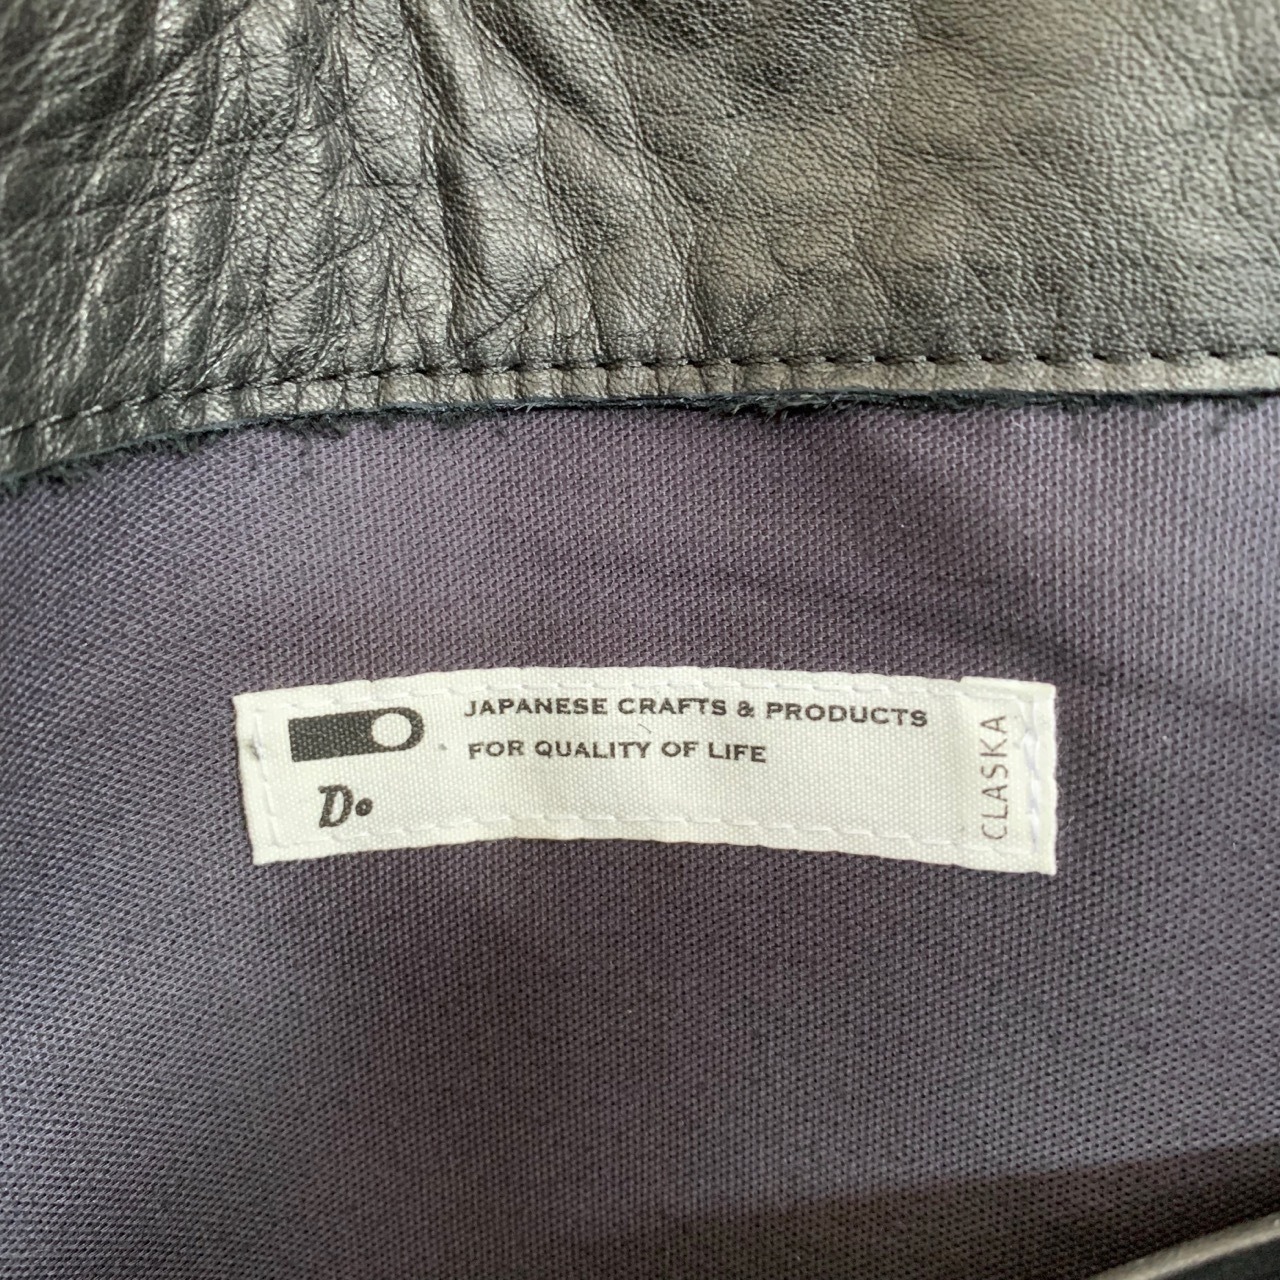 JAPANESE CRAFTS & PRODUCTS
FOR QUALITY OF LIFE
Do
CLASKA